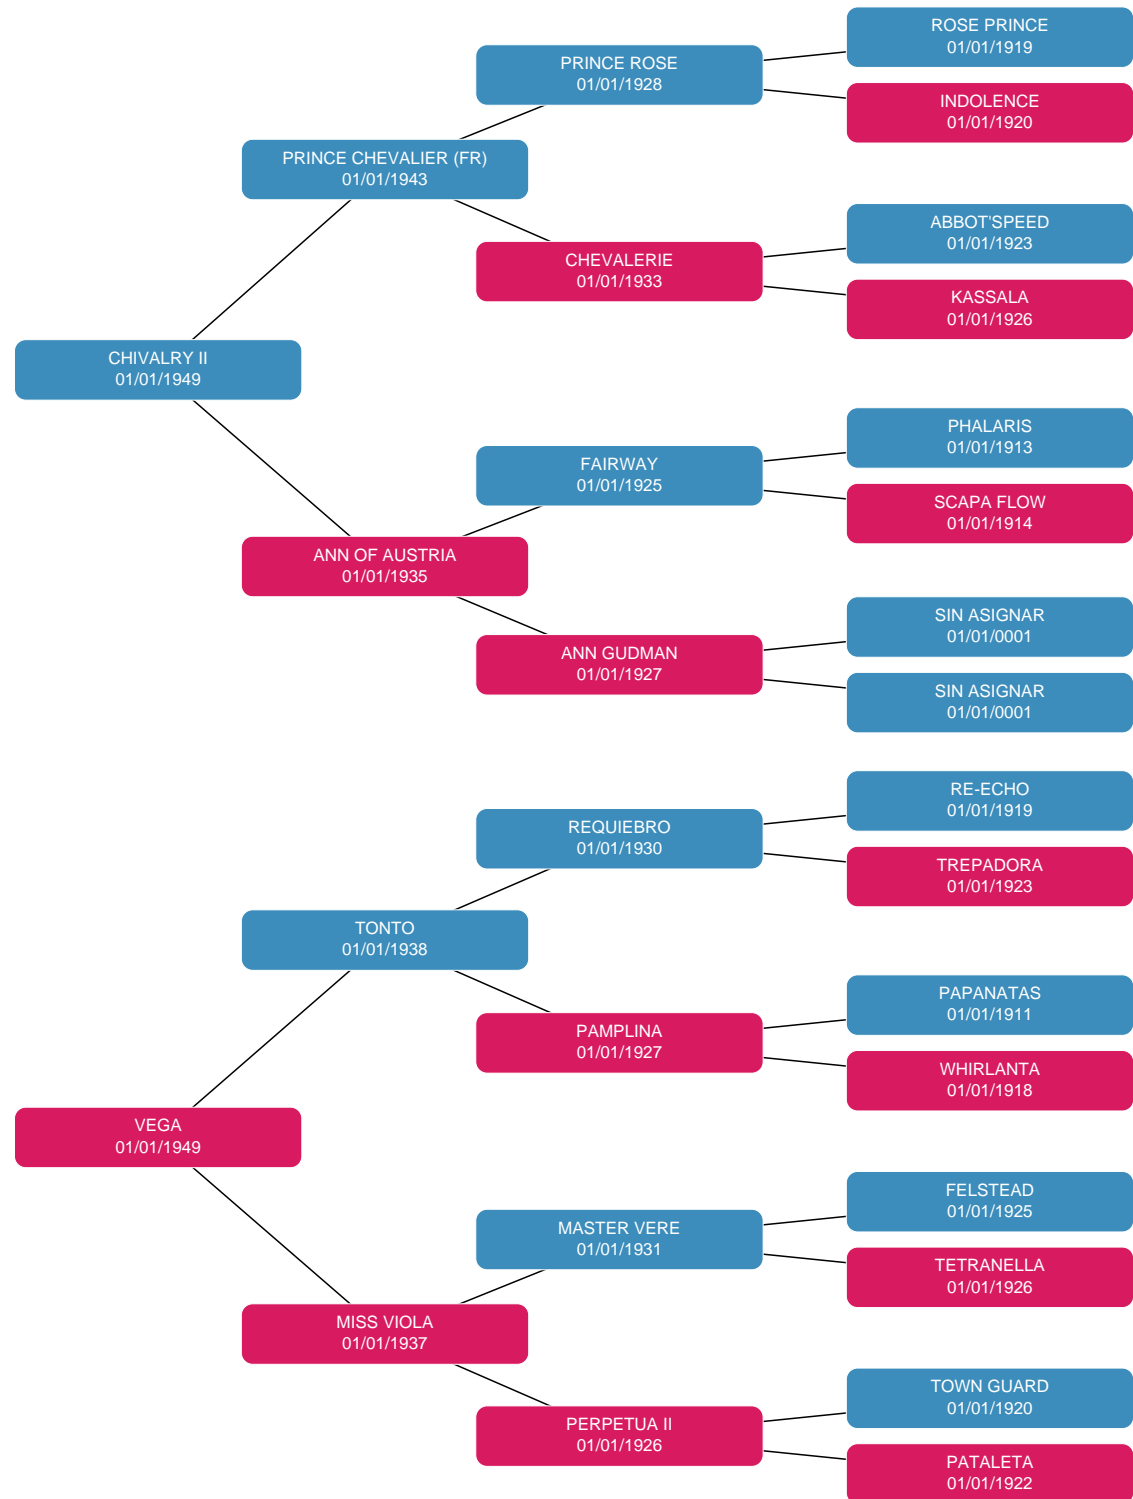 ROSE PRINCE
01/01/1919
PRINCE ROSE
01/01/1928
INDOLENCE
01/01/1920
PRINCE CHEVALIER (FR)
01/01/1943
ABBOT'SPEED
01/01/1923
CHEVALERIE
01/01/1933
KASSALA
01/01/1926
CHIVALRY II
01/01/1949
PHALARIS
01/01/1913
FAIRWAY
01/01/1925
SCAPA FLOW
01/01/1914
ANN OF AUSTRIA
01/01/1935
SIN ASIGNAR
01/01/0001
ANN GUDMAN
01/01/1927
SIN ASIGNAR
01/01/0001
RE-ECHO
01/01/1919
REQUIEBRO
01/01/1930
TREPADORA
01/01/1923
TONTO
01/01/1938
PAPANATAS
01/01/1911
PAMPLINA
01/01/1927
WHIRLANTA
01/01/1918
VEGA
01/01/1949
FELSTEAD
01/01/1925
MASTER VERE
01/01/1931
TETRANELLA
01/01/1926
MISS VIOLA
01/01/1937
TOWN GUARD
01/01/1920
PERPETUA II
01/01/1926
PATALETA
01/01/1922